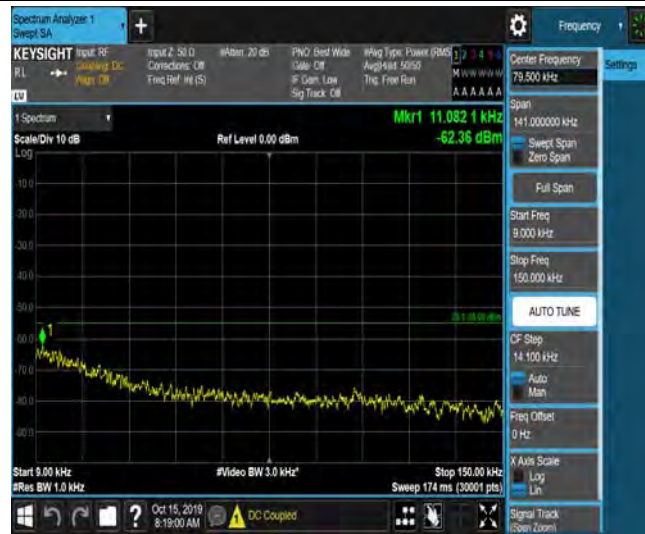 Spectrum Analyzer 1
Swept SA
+
Frequency
KEYSIGHT
RL
LV
Input: RF
Coupling: DC
Align: Off
Input Z: 50 Ω
Corrections: Off
Freq Ref: Int (S)
#Atten: 20 dB
PNO: Best Wide
Gate: Off
IF Gain: Low
Sig Track: Off
#Avg Type: Power (RMS
Avg|Hold: 50/50
Trig: Free Run
1 2 3 4 5 6
M W W W W W
A A A A A A
1 Spectrum
Scale/Div 10 dB
Log
Ref Level 0.00 dBm
Mkr1 11.082 1 kHz
-62.36 dBm
-10.0
-20.0
-30.0
-40.0
-50.0
-60.0
-70.0
-80.0
-90.0
1
Start 9.00 kHz
#Res BW 1.0 kHz
#Video BW 3.0 kHz*
Stop 150.00 kHz
Sweep 174 ms (30001 pts)
?
Oct 15, 2019
8:19:00 AM
DC Coupled
Settings
Center Frequency
79.500 kHz
Span
141.000000 kHz
Swept Span
Zero Span
Full Span
Start Freq
9.000 kHz
Stop Freq
150.000 kHz
AUTO TUNE
CF Step
14.100 kHz
Auto
Man
Freq Offset
0 Hz
X Axis Scale
Log
Lin
Signal Track
(Span Zoom)